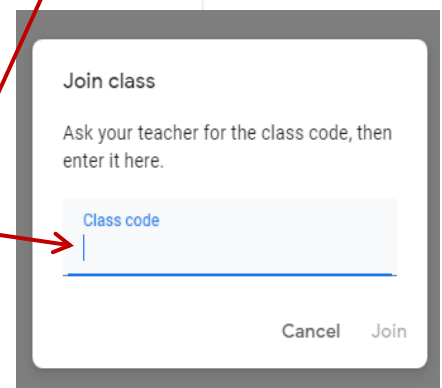 Join class
Ask your teacher for the class code, then
enter it here.
Class code
Cancel Join